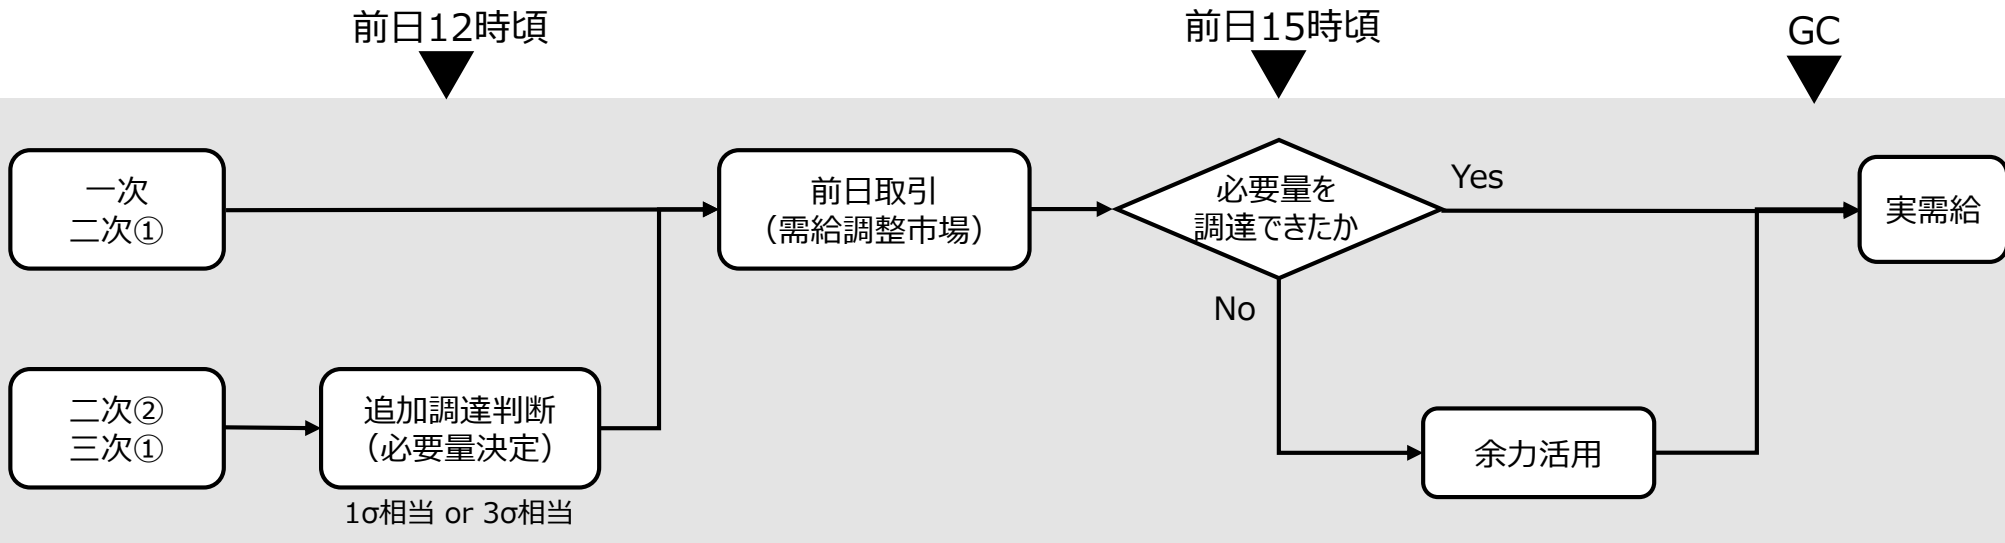 前日12時頃
前日15時頃
GC
一次
二次①
前日取引
（需給調整市場）
必要量を
調達できたか
Yes
実需給
No
二次②
三次①
追加調達判断
（必要量決定）
余力活用
1σ相当 or 3σ相当